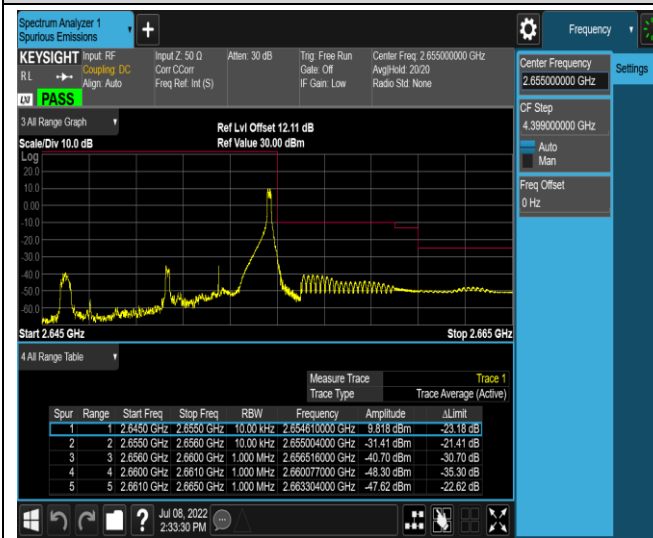 Spectrum Analyzer 1
Spurious Emissions
Frequency
KEYSIGHT
RL
Input: RF
Coupling: DC
Align: Auto
Input Z: 50 Ω
Corr CCorr
Freq Ref: Int (S)
Atten: 30 dB
Trig: Free Run
Gate: Off
IF Gain: Low
Center Freq: 2.655000000 GHz
Avg|Hold: 20/20
Radio Std: None
LXI PASS
Center Frequency
2.655000000 GHz
Settings
CF Step
4.399000000 GHz
Auto
Man
Freq Offset
0 Hz
3 All Range Graph
Scale/Div 10.0 dB
Ref Lvl Offset 12.11 dB
Ref Value 30.00 dBm
Log
20.0
10.0
0.00
-10.0
-20.0
-30.0
-40.0
-50.0
-60.0
Start 2.645 GHz
Stop 2.665 GHz
4 All Range Table
Measure Trace Trace 1
Trace Type Trace Average (Active)
Spur Range Start Freq Stop Freq RBW Frequency Amplitude ΔLimit
1 1 2.6450 GHz 2.6550 GHz 10.00 kHz 2.654610000 GHz 9.818 dBm -23.18 dB
2 2 2.6550 GHz 2.6560 GHz 10.00 kHz 2.655004000 GHz -31.41 dBm -21.41 dB
3 3 2.6560 GHz 2.6600 GHz 1.000 MHz 2.656516000 GHz -40.70 dBm -30.70 dB
4 4 2.6600 GHz 2.6610 GHz 1.000 MHz 2.660077000 GHz -48.30 dBm -35.30 dB
5 5 2.6610 GHz 2.6650 GHz 1.000 MHz 2.663304000 GHz -47.62 dBm -22.62 dB
Jul 08, 2022
2:33:30 PM